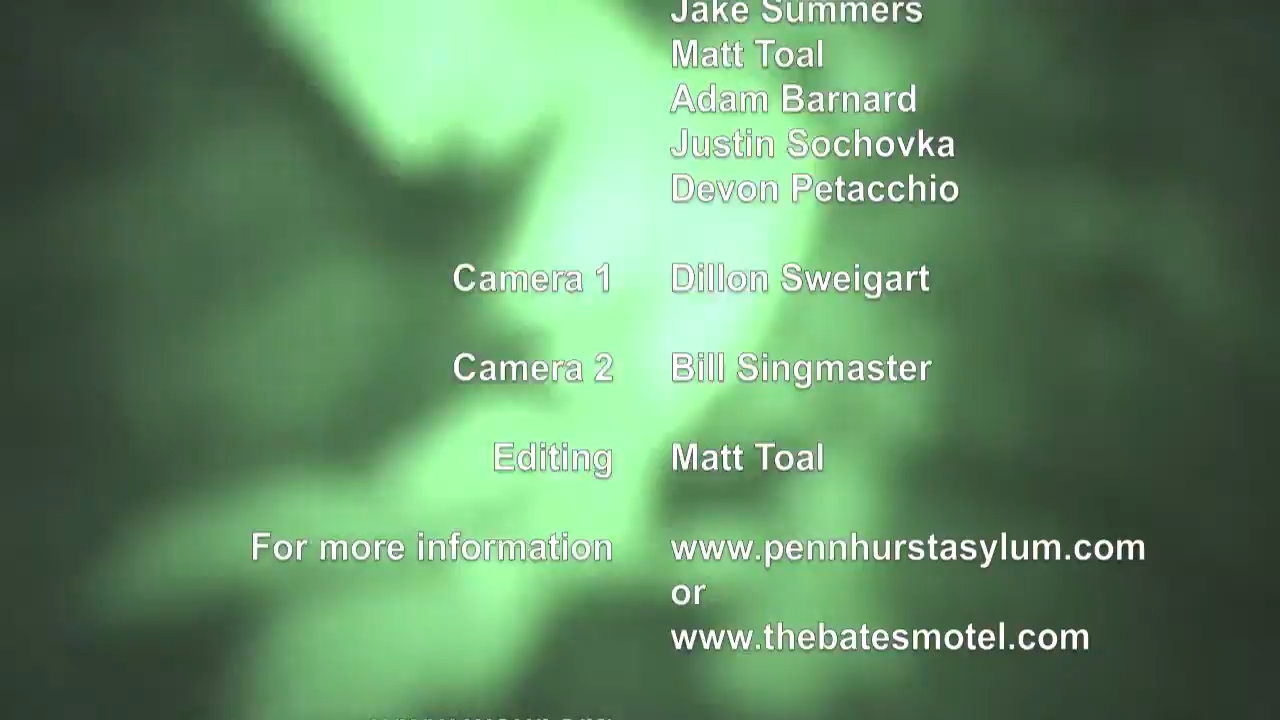 Jake Summers
Matt Toal
Adam Barnard
Justin Sochovka
Devon Petacchio
Camera 1 Dillon Sweigart
Camera 2 Bill Singmaster
Editing Matt Toal
For more information www.pennhurstasylum.com
or
www.thebatesmotel.com